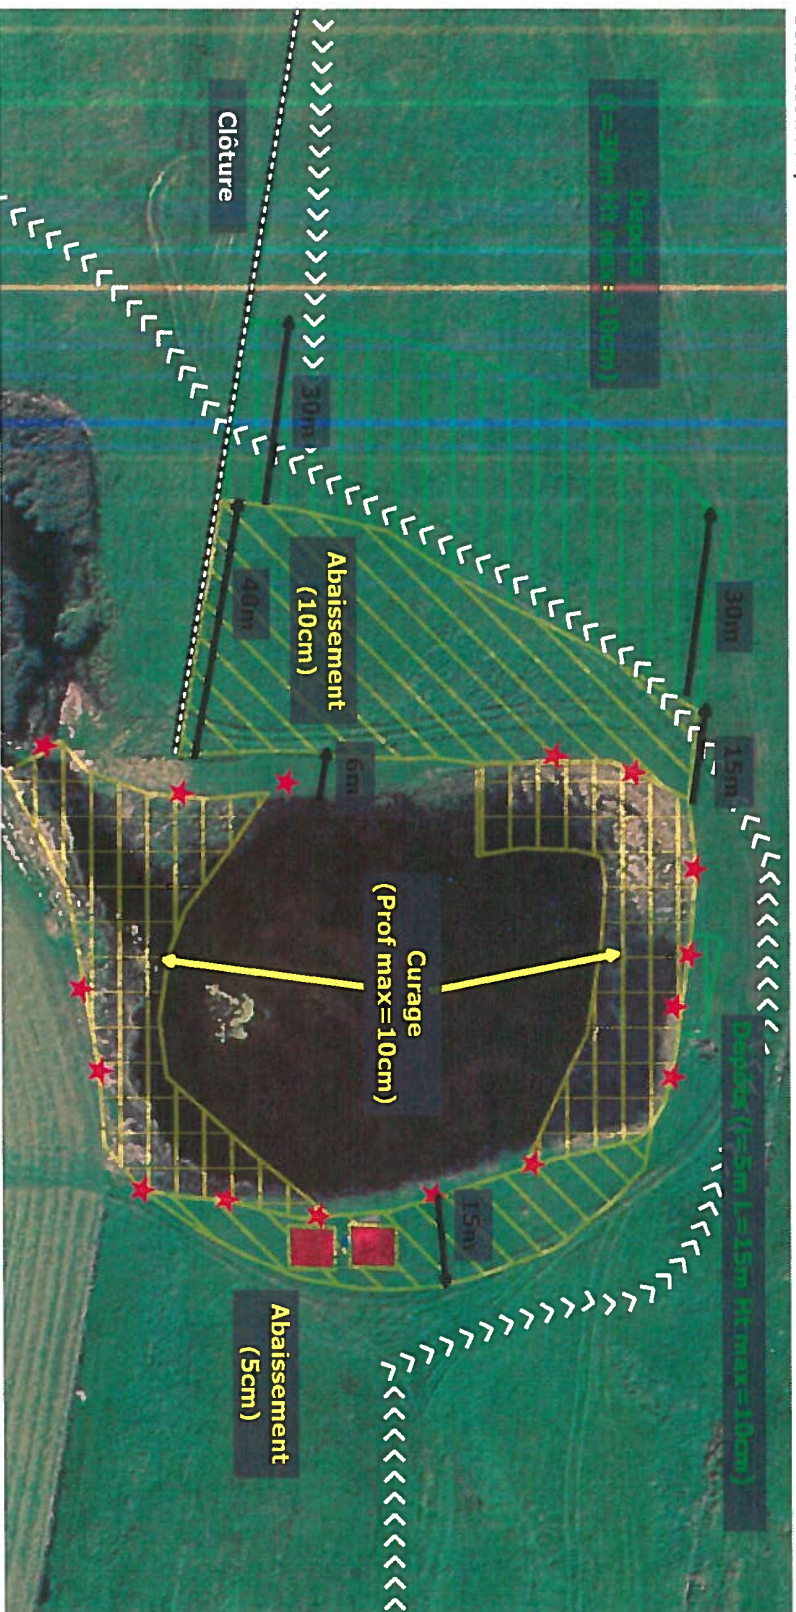 Clôture
Dépôts
(l=30m Ht max=10cm)
30m
40m
Abaissement
(10cm)
30m
15m
6m
Curage
(Prof max=10cm)
Dépôts (l=5m L=15m Ht max=10cm)
15m
Abaissement
(5cm)